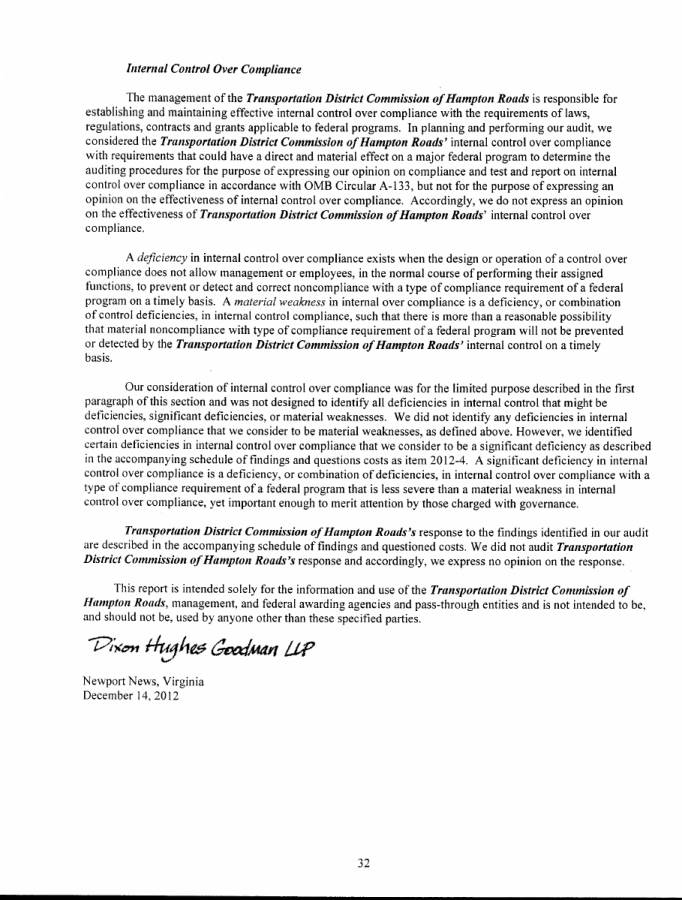 Internal Control Over Compliance
The management of the Transportation District Commission of Hampton Roads is responsible for
establishing and maintaining effective internal control over compliance with the requirements of laws,
regulations, contracts and grants applicable to federal programs. In planning and performing our audit, we
considered the Transportation District Commission of Hampton Roads' internal control over compliance
with requirements that could have a direct and material effect on a major federal program to determine the
auditing procedures for the purpose of expressing our opinion on compliance and test and report on internal
control over compliance in accordance with OMB Circular A-133, but not for the purpose of expressing an
opinion on the effectiveness of internal control over compliance. Accordingly, we do not express an opinion
on the effectiveness of Transportation District Commission of Hampton Roads' internal control over
compliance.
A deficiency in internal control over compliance exists when the design or operation of a control over
compliance does not allow management or employees, in the normal course of performing their assigned
functions, to prevent or detect and correct noncompliance with a type of compliance requirement of a federal
program on a timely basis. A material weakness in internal over compliance is a deficiency, or combination
of control deficiencies, in internal control compliance, such that there is more than a reasonable possibility
that material noncompliance with type of compliance requirement of a federal program will not be prevented
or detected by the Transportation District Commission of Hampton Roads' internal control on a timely
basis.
Our consideration of internal control over compliance was for the limited purpose described in the first
paragraph of this section and was not designed to identify all deficiencies in internal control that might be
deficiencies, significant deficiencies, or material weaknesses. We did not identify any deficiencies in internal
control over compliance that we consider to be material weaknesses, as defined above. However, we identified
certain deficiencies in internal control over compliance that we consider to be a significant deficiency as described
in the accompanying schedule of findings and questions costs as item 2012-4. A significant deficiency in internal
control over compliance is a deficiency, or combination of deficiencies, in internal control over compliance with a
type of compliance requirement of a federal program that is less severe than a material weakness in internal
control over compliance, yet important enough to merit attention by those charged with governance.
Transportation District Commission of Hampton Roads's response to the findings identified in our audit
are described in the accompanying schedule of findings and questioned costs. We did not audit Transportation
District Commission of Hampton Roads's response and accordingly, we express no opinion on the response.
This report is intended solely for the information and use of the Transportation District Commission of
Hampton Roads, management, and federal awarding agencies and pass-through entities and is not intended to be,
and should not be, used by anyone other than these specified parties.
Dixon Hughes Goodman LLP
Newport News, Virginia
December 14, 2012
32